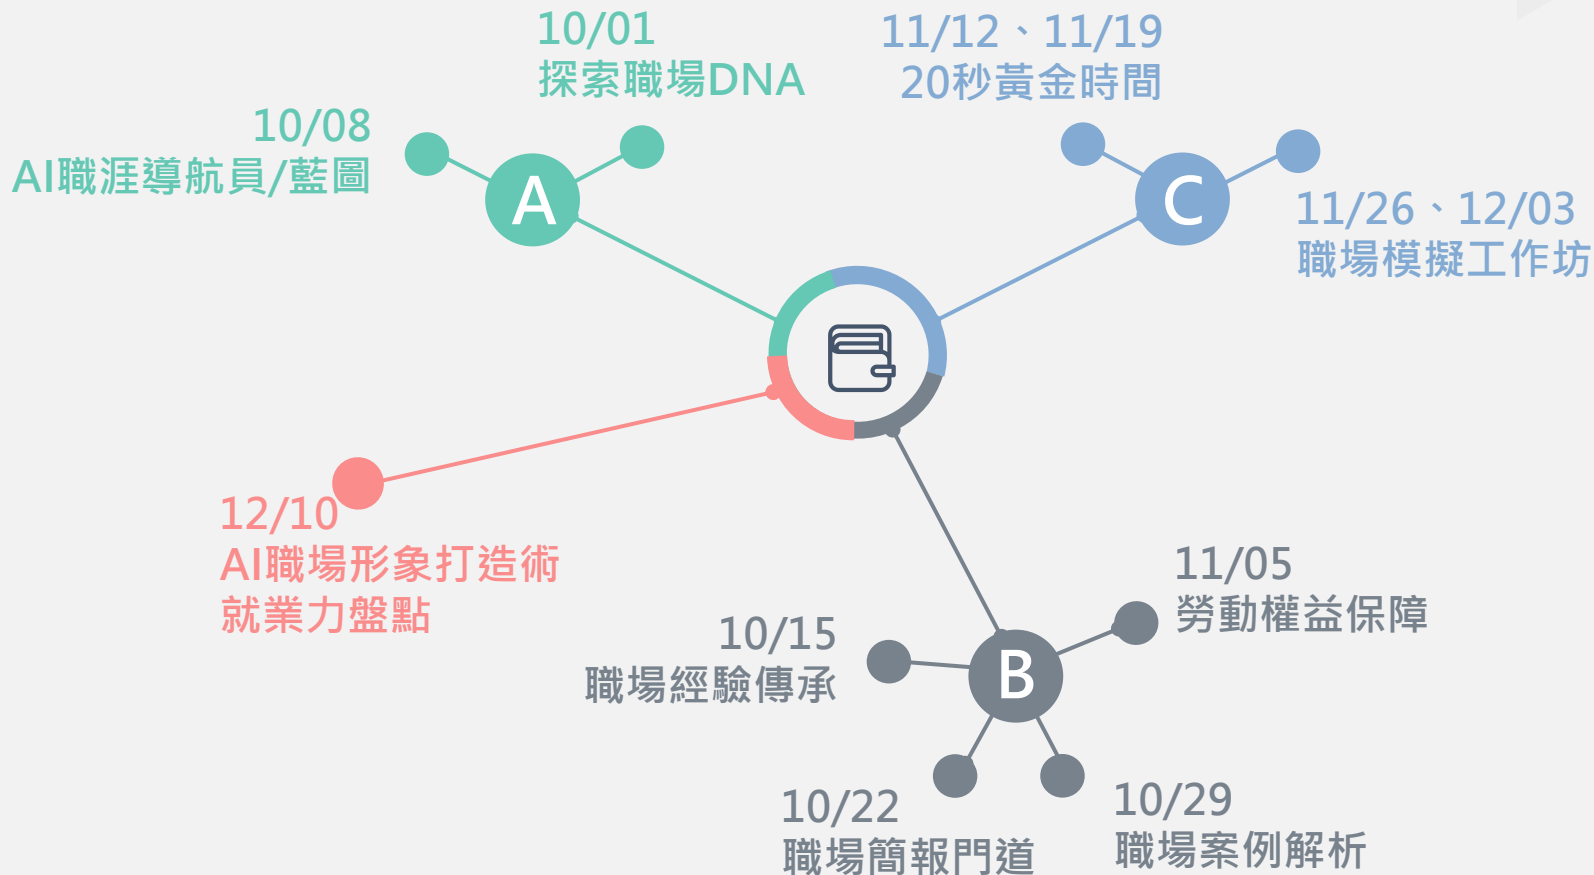 10/01
探索職場DNA
10/08
AI職涯導航員/藍圖
A
11/12、11/19
20秒黃金時間
C
11/26、12/03
職場模擬工作坊
12/10
AI職場形象打造術
就業力盤點
11/05
勞動權益保障
10/15
職場經驗傳承
B
10/22
職場簡報門道
10/29
職場案例解析